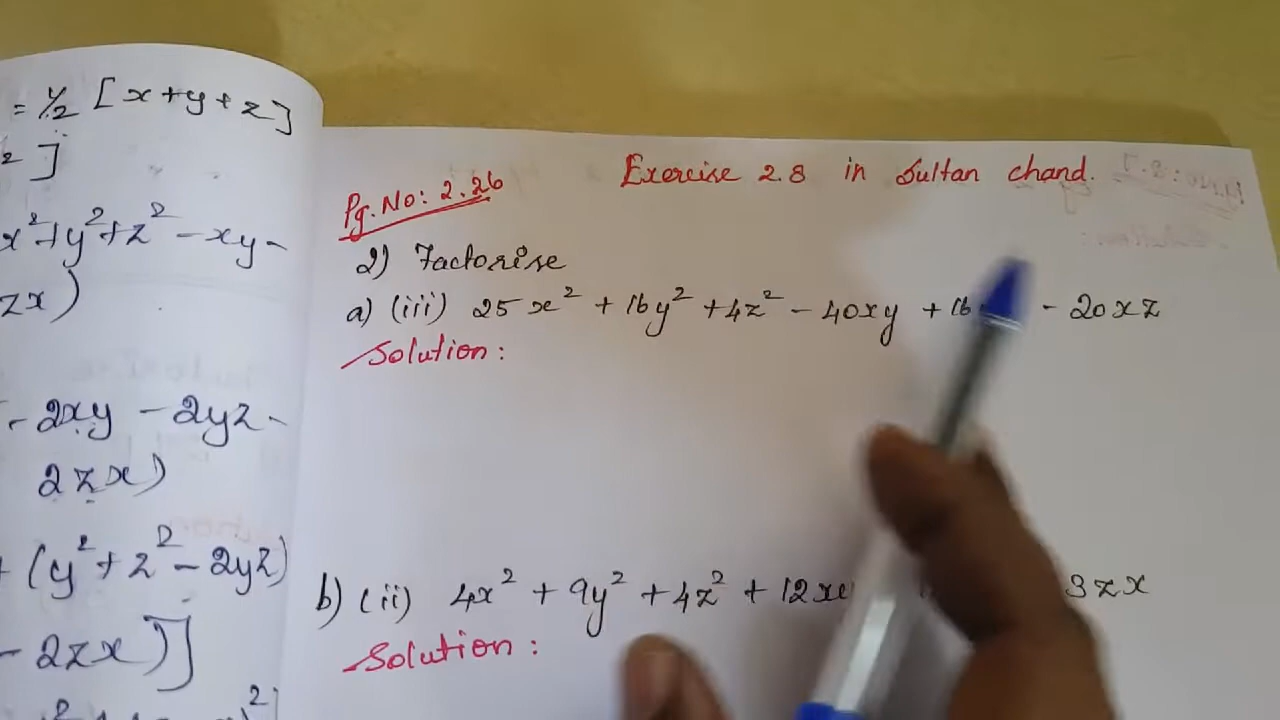 = 1/2 [x+y+z]
2 ]
x²+y²+z² - xy -
zx)
- 2xy - 2yz -
2zx)
+ (y²+z² - 2yz)
- 2zx)]
Pg.No: 2.26
Exercise 2.8 in Sultan chand.
2) Factorise
a) (iii) 25x² + 16y² + 4z² - 40xy + 16 - 20xz
Solution:
b) (ii) 4x² + 9y² + 4z² + 12x 3zx
Solution: